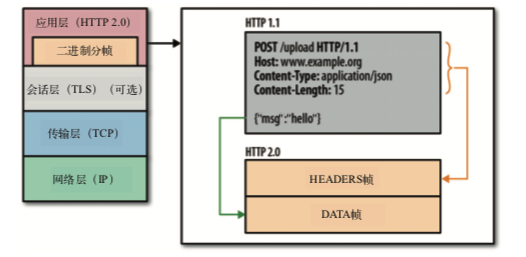 应用层（HTTP 2.0）
二进制分帧
会话层（TLS）（可选）
传输层（TCP）
网络层（IP）
HTTP 1.1
POST /upload HTTP/1.1
Host: www.example.org
Content-Type: application/json
Content-Length: 15
{"msg":"hello"}
HTTP 2.0
HEADERS帧
DATA帧